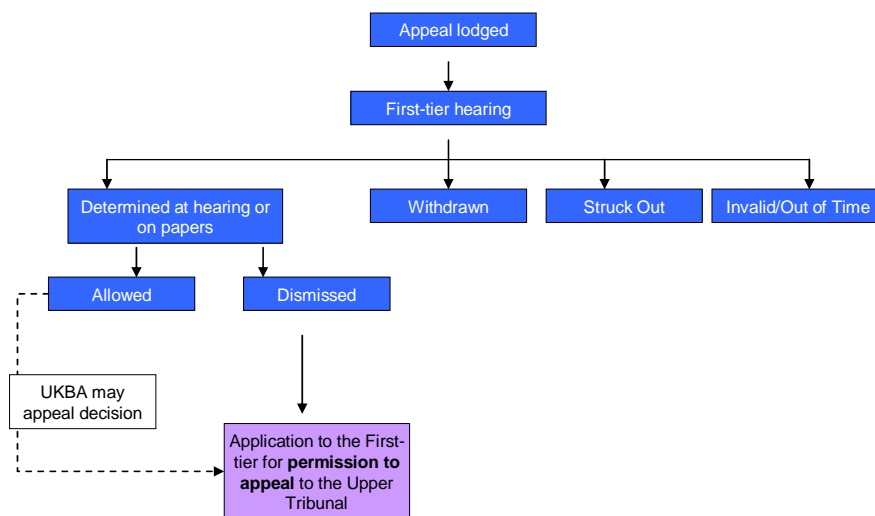 Appeal lodged
First-tier hearing
Determined at hearing or
on papers
Withdrawn
Struck Out
Invalid/Out of Time
Allowed
Dismissed
UKBA may
appeal decision
Application to the First-
tier for permission to
appeal to the Upper
Tribunal